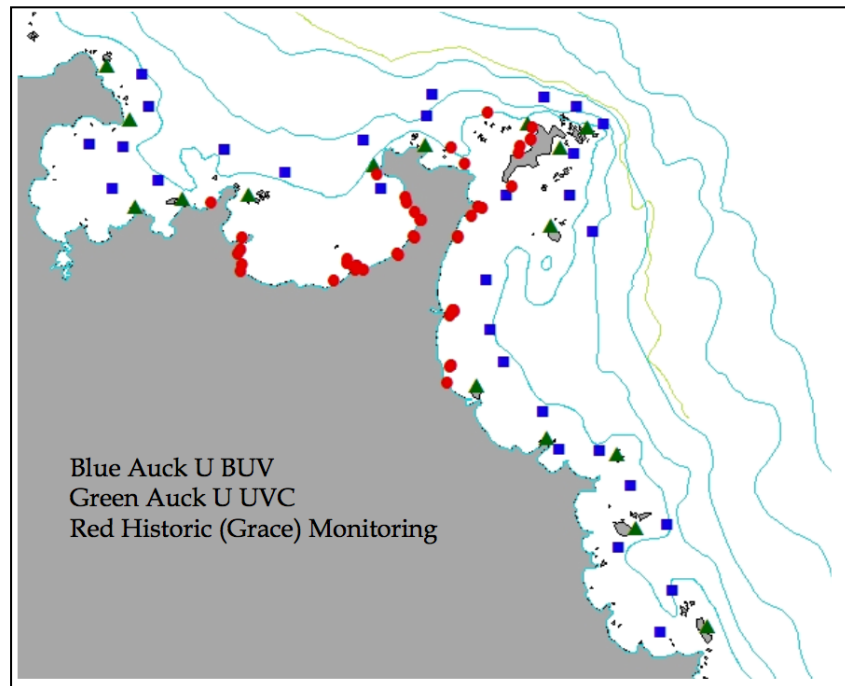 Blue Auck U BUV
Green Auck U UVC
Red Historic (Grace) Monitoring